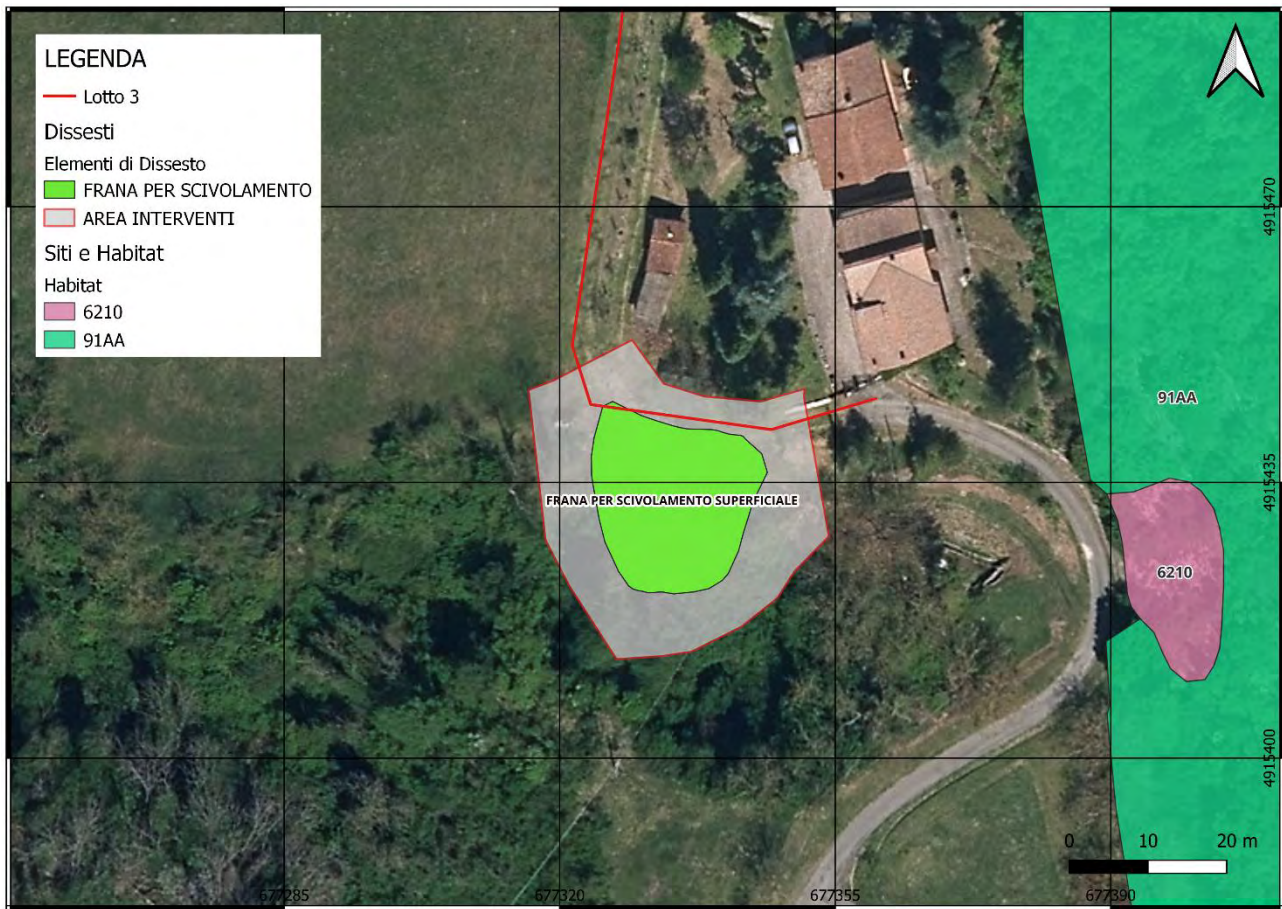 LEGENDA
Lotto 3
Dissesti
Elementi di Dissesto
FRANA PER SCIVOLAMENTO
AREA INTERVENTI
Siti e Habitat
Habitat
6210
91AA
4915470
91AA
4915435
FRANA PER SCIVOLAMENTO SUPERFICIALE
6210
4915400
0 10 20 m
677285 677320 677355 677390